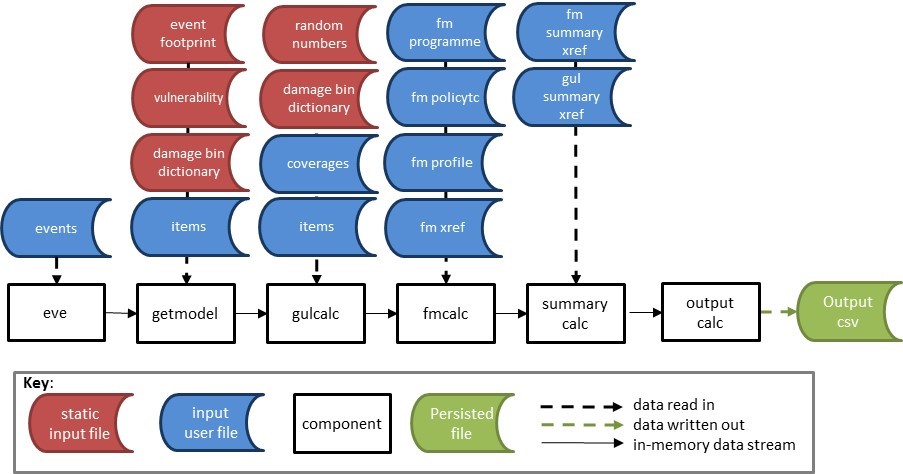 event
footprint
random
numbers
fm
programme
fm
summary
xref
vulnerability
damage bin
dictionary
fm policytc
gul
summary
xref
damage bin
dictionary
coverages
fm profile
events
items
items
fm xref
eve
getmodel
gulcalc
fmcalc
summary
calc
output
calc
Output
csv
Key:
static
input file
input
user file
component
Persisted
file
data read in
data written out
in-memory data stream